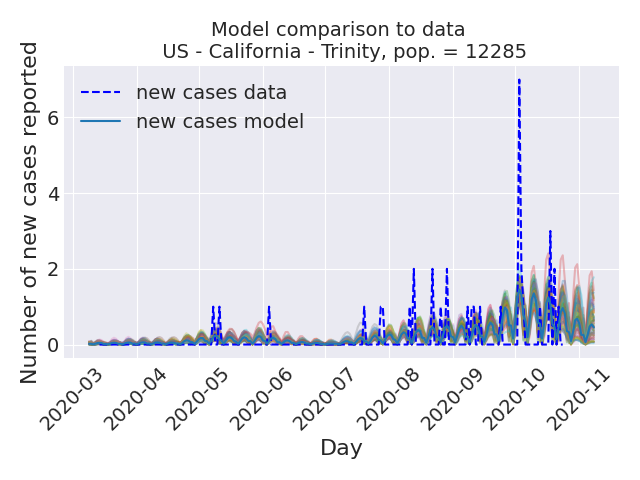 Model comparison to data
US - California - Trinity, pop. = 12285
new cases data
new cases model
Number of new cases reported
6
4
2
0
2020-03
2020-04
2020-05
2020-06
2020-07
2020-08
2020-09
2020-10
2020-11
Day